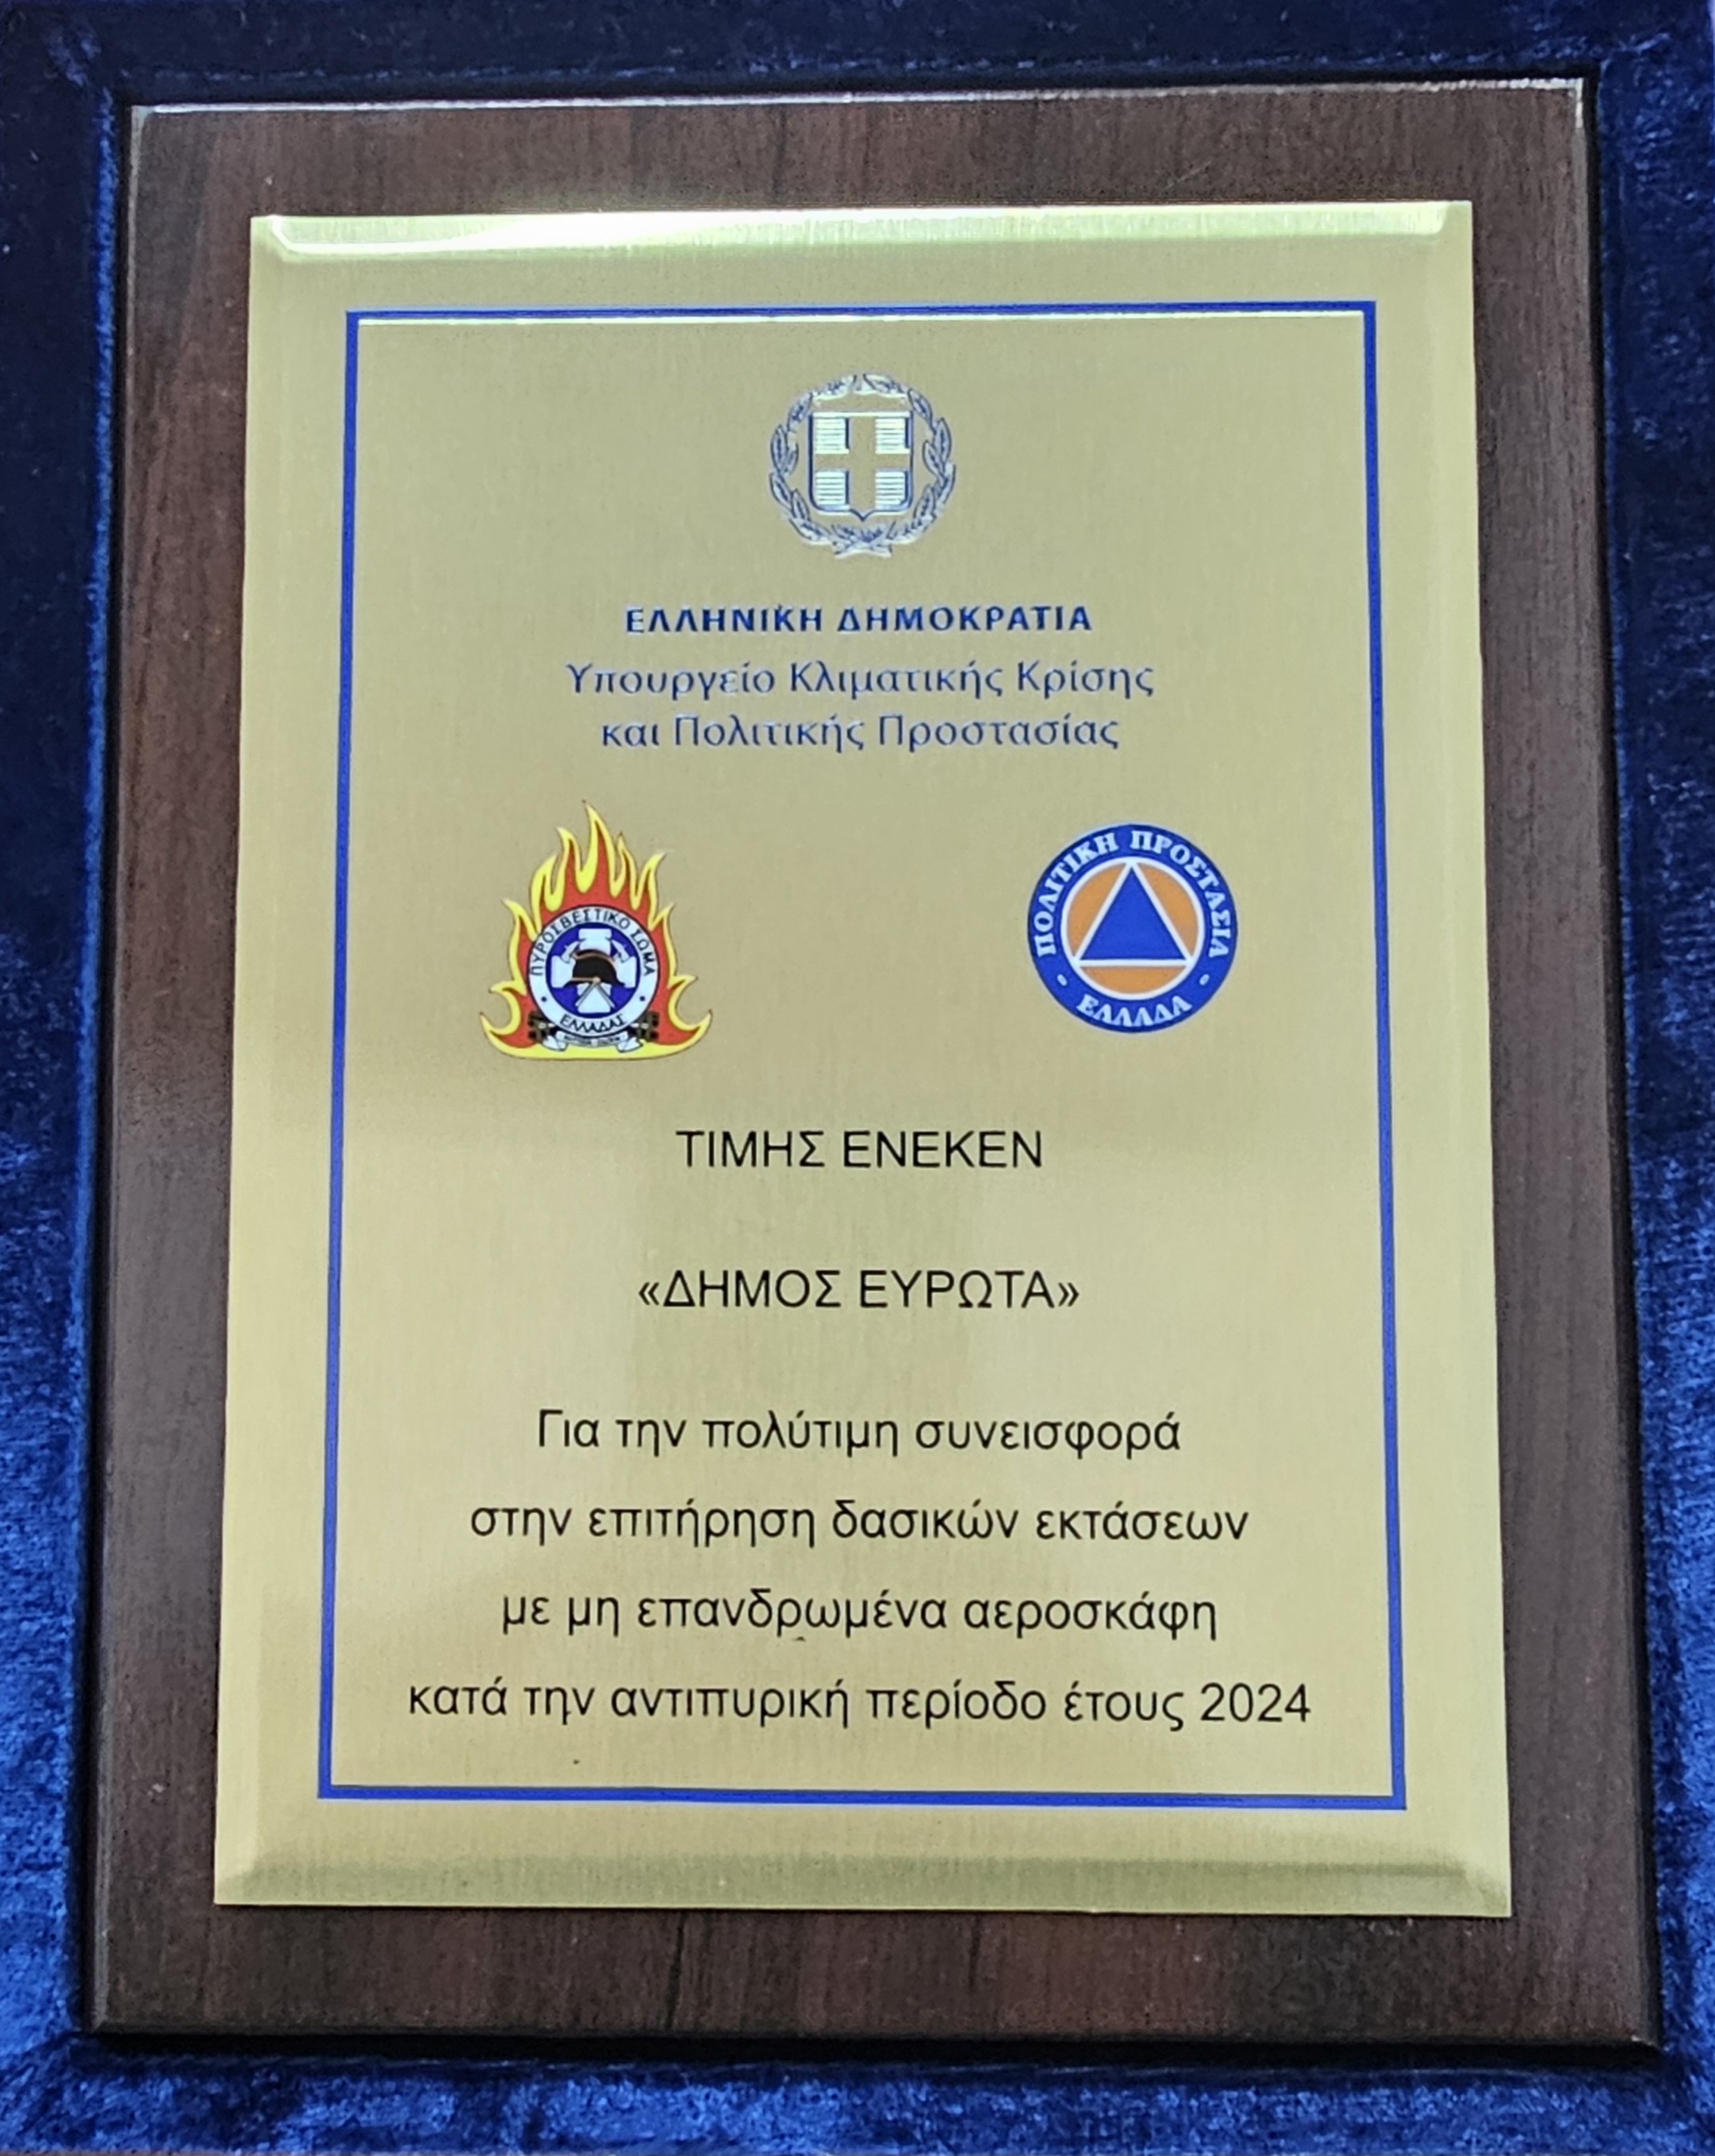 ΕΛΛΗΝΙΚΗ ΔΗΜΟΚΡΑΤΙΑ
Υπουργείο Κλιματικής Κρίσης
και Πολιτικής Προστασίας
ΠΥΡΟΣΒΕΣΤΙΚΟ ΣΩΜΑ
ΕΛΛΑΔΑΣ
ΠΟΛΙΤΙΚΗ ΠΡΟΣΤΑΣΙΑ
ΕΛΛΑΔΑ
ΤΙΜΗΣ ΕΝΕΚΕΝ
«ΔΗΜΟΣ ΕΥΡΩΤΑ»
Για την πολύτιμη συνεισφορά
στην επιτήρηση δασικών εκτάσεων
με μη επανδρωμένα αεροσκάφη
κατά την αντιπυρική περίοδο έτους 2024